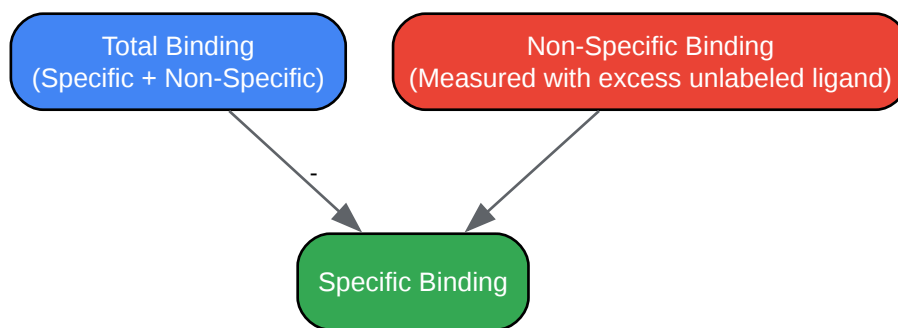 Total Binding
(Specific + Non-Specific)
Non-Specific Binding
(Measured with excess unlabeled ligand)
-
Specific Binding